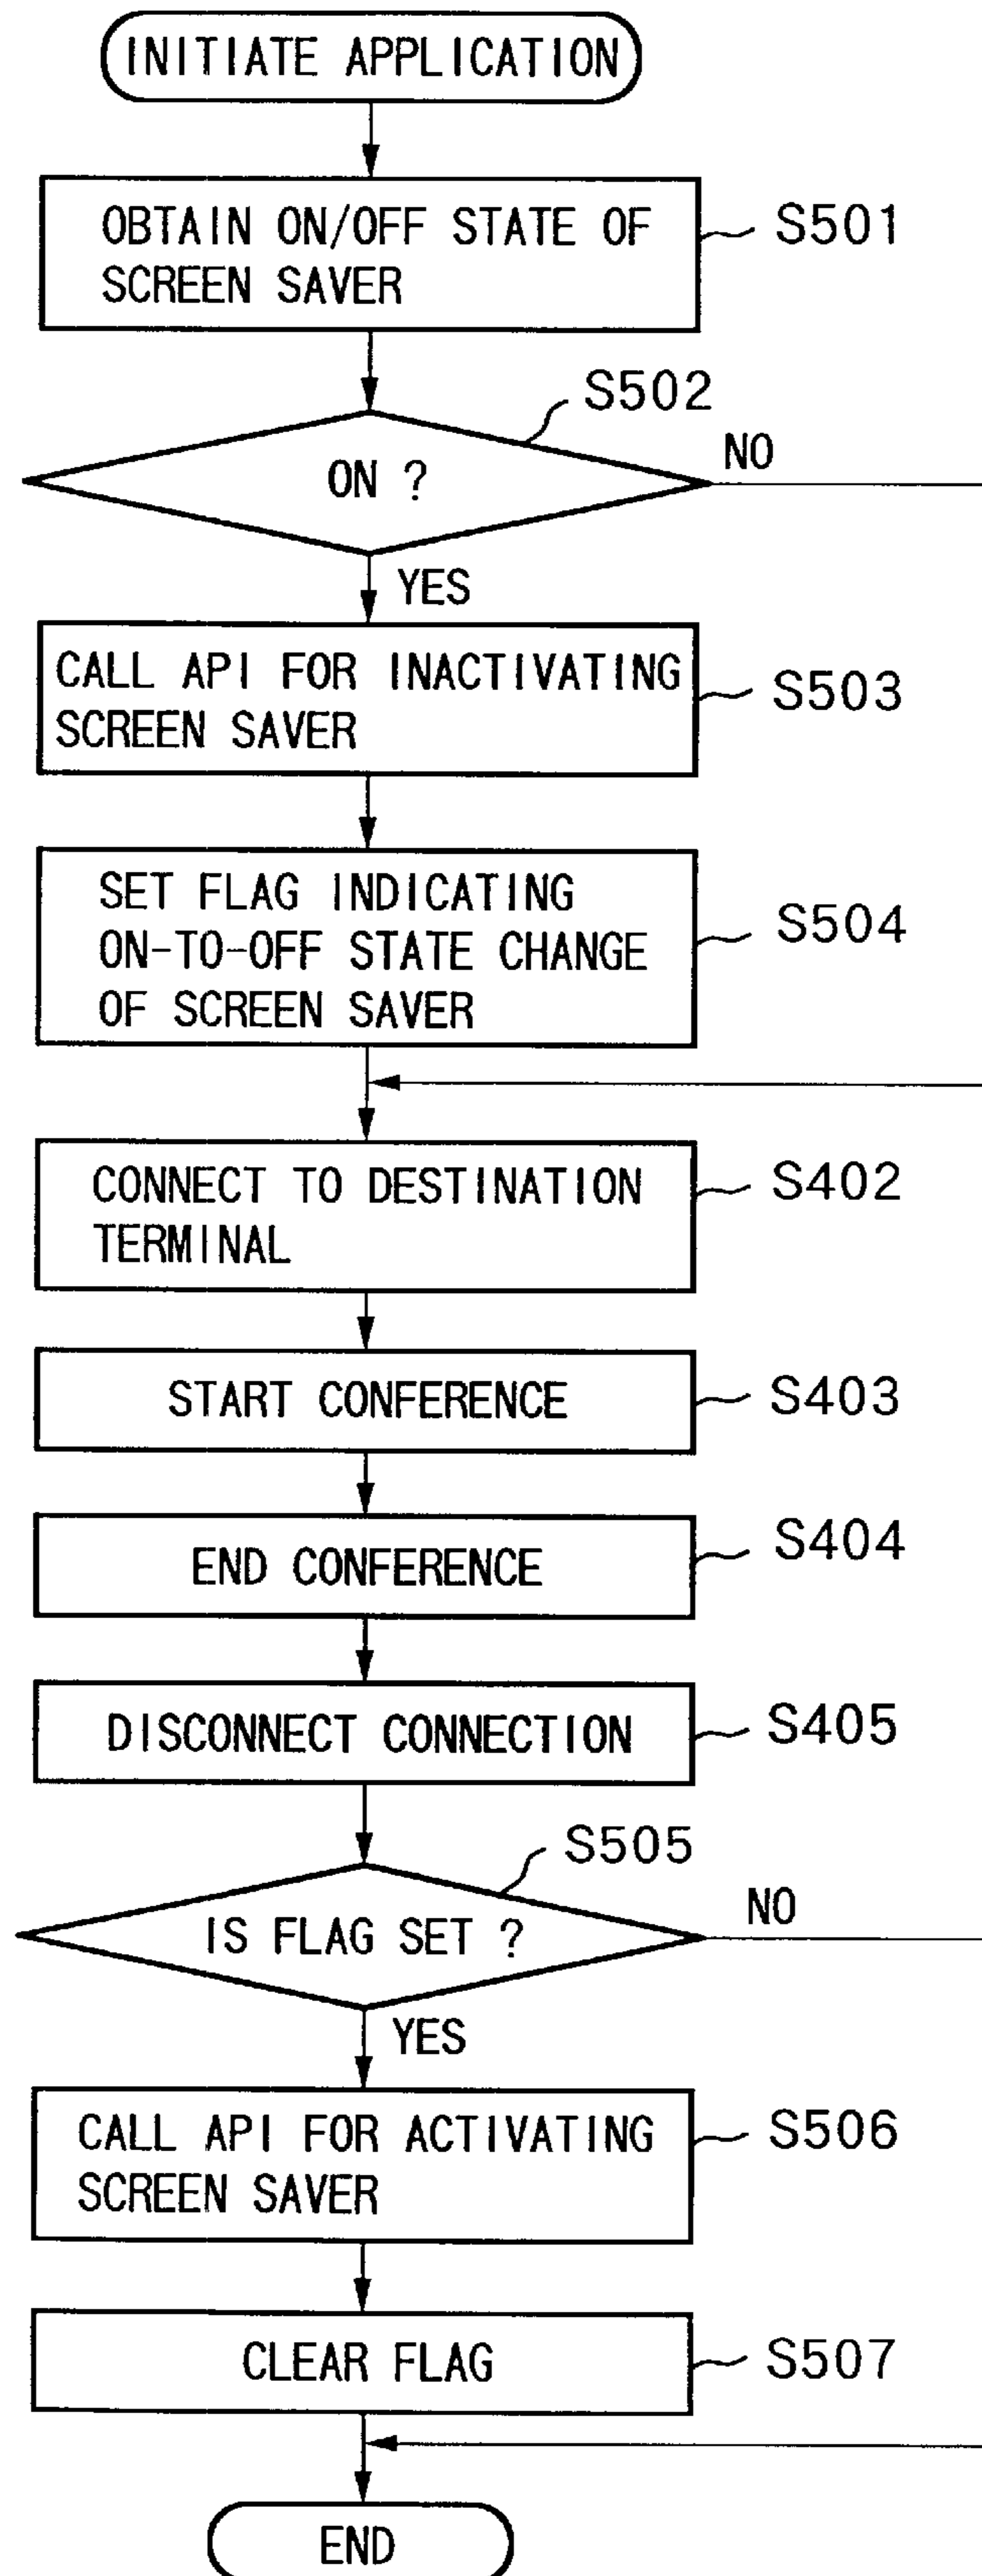 INITIATE APPLICATION
OBTAIN ON/OFF STATE OF
SCREEN SAVER
S501
S502
ON ?
NO
YES
CALL API FOR INACTIVATING
SCREEN SAVER
S503
SET FLAG INDICATING
ON-TO-OFF STATE CHANGE
OF SCREEN SAVER
S504
CONNECT TO DESTINATION
TERMINAL
S402
START CONFERENCE
S403
END CONFERENCE
S404
DISCONNECT CONNECTION
S405
S505
IS FLAG SET ?
NO
YES
CALL API FOR ACTIVATING
SCREEN SAVER
S506
CLEAR FLAG
S507
END